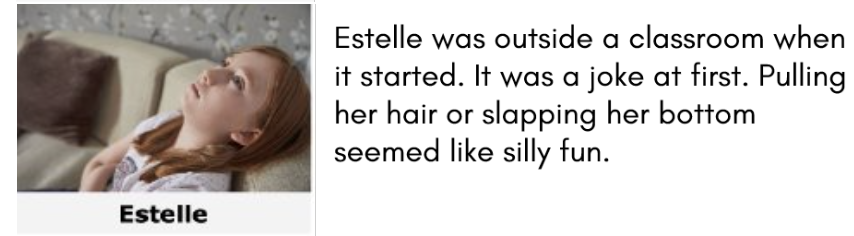 Estelle was outside a classroom when
it started. It was a joke at first. Pulling
her hair or slapping her bottom
seemed like silly fun.
Estelle